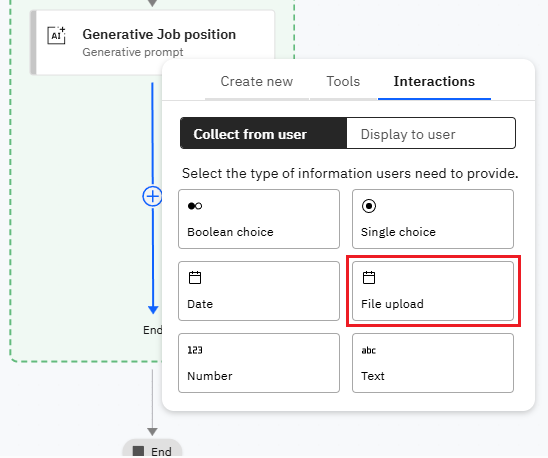 AI
Generative Job position
Generative prompt
Create new
Tools
Interactions
Collect from user
Display to user
Select the type of information users need to provide.
Boolean choice
Single choice
Date
File upload
123
Number
abc
Text
End
End